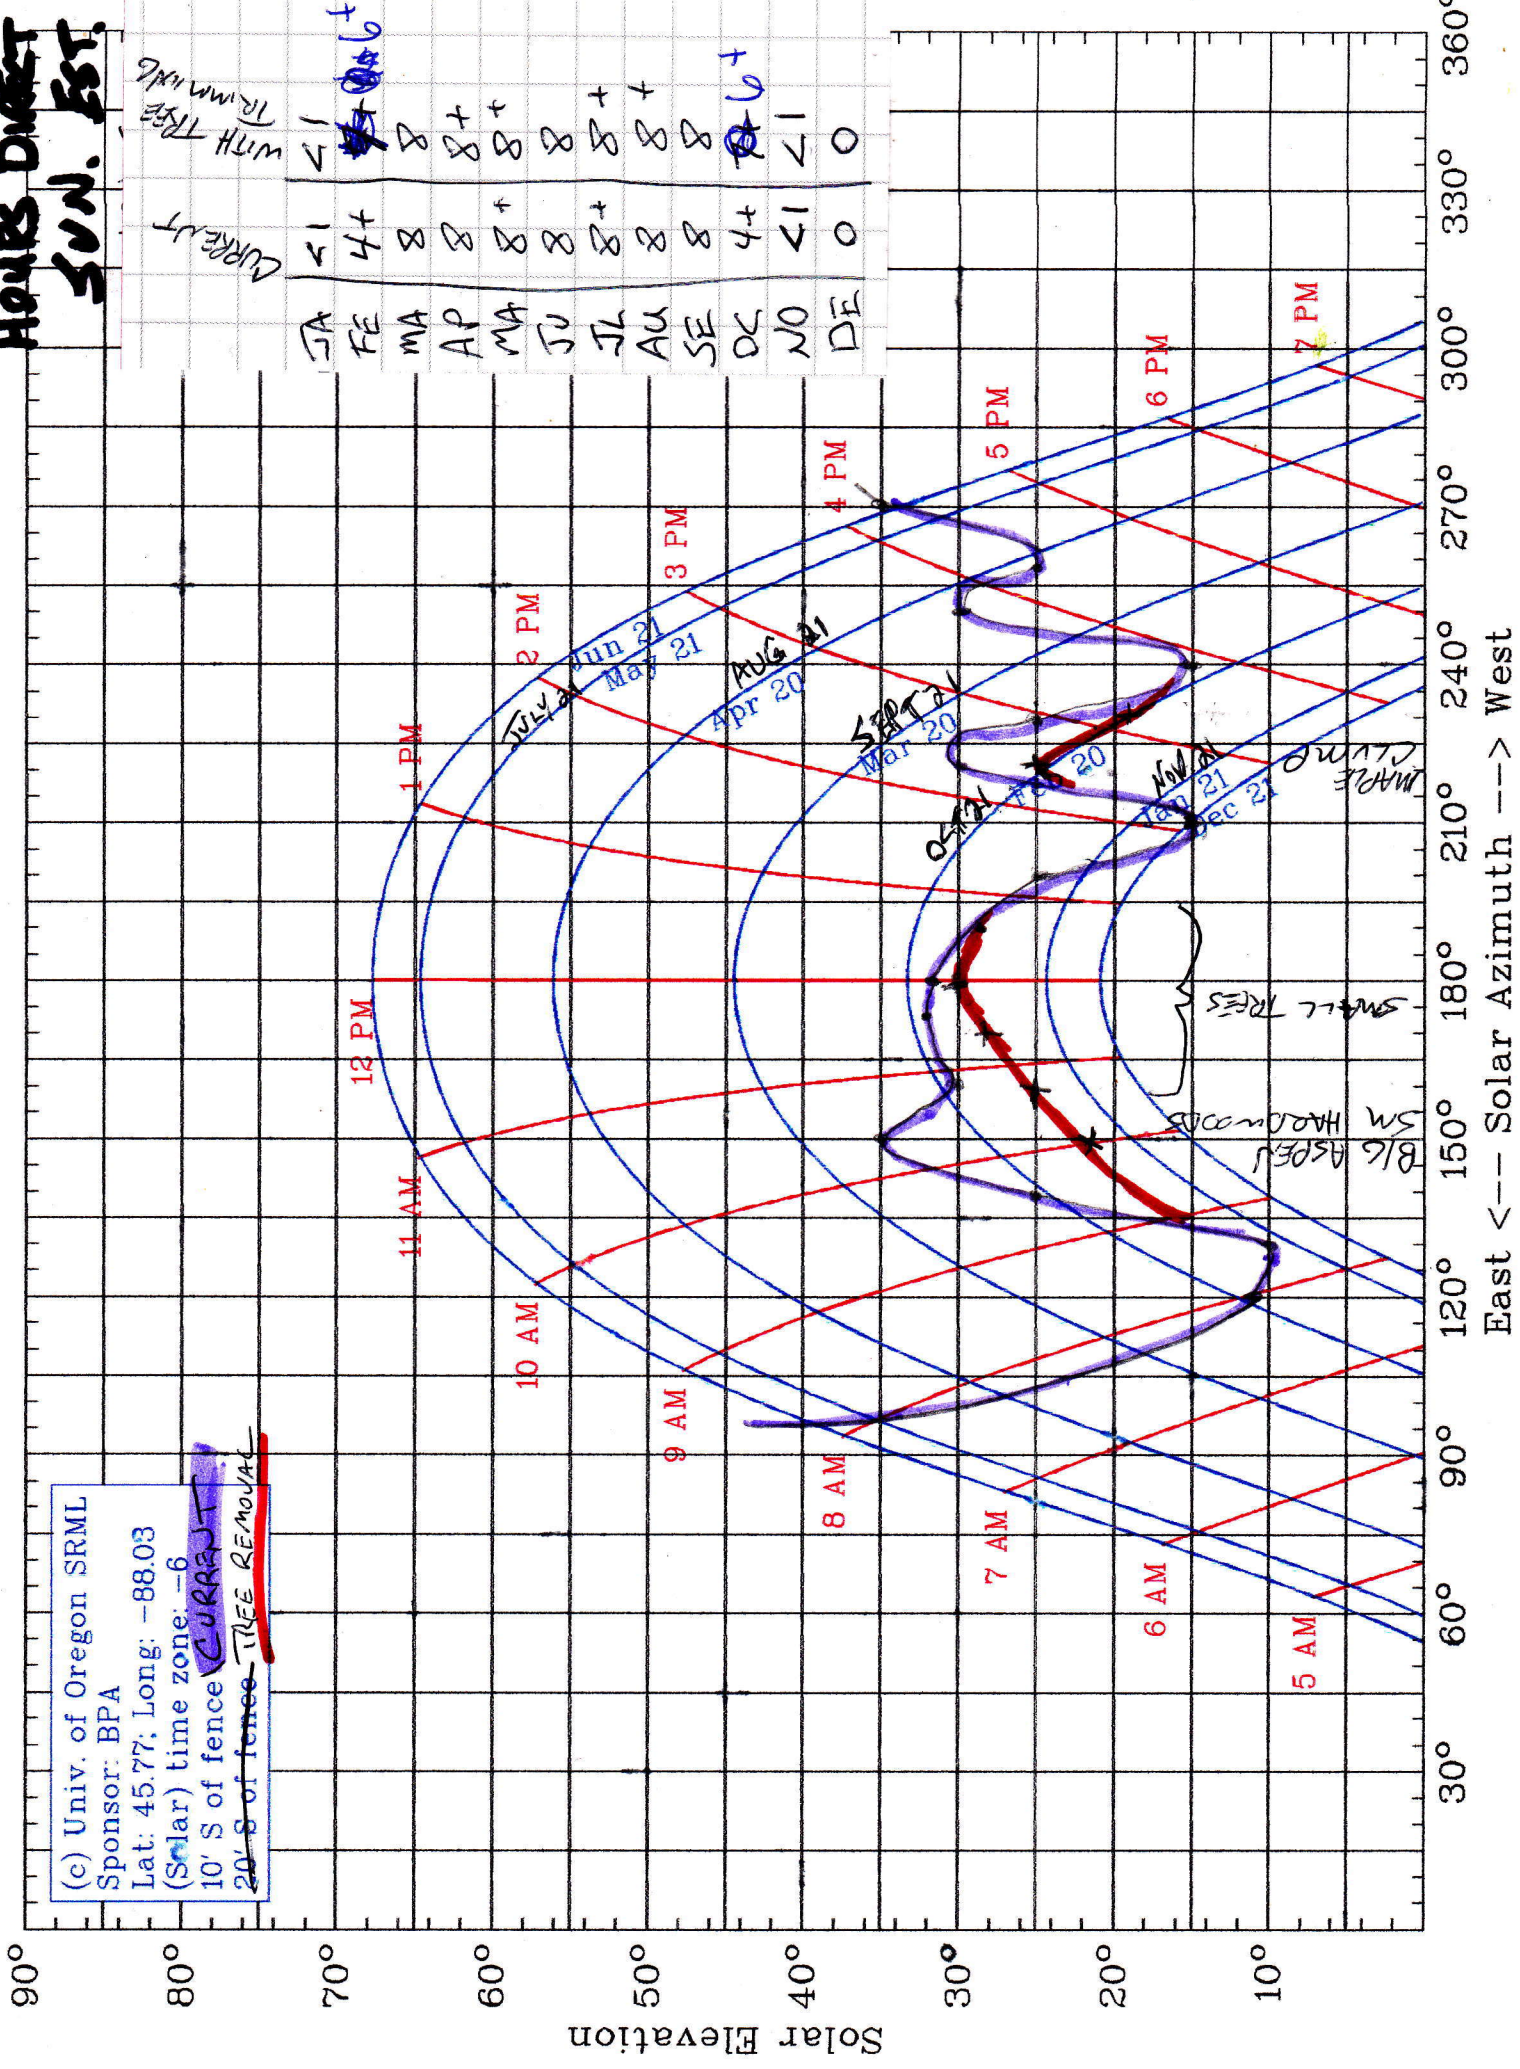 HOURS DIRECT
SUN. EST.
CURRENT
WITH TREE
TRIMMING
JA <1 <1
FE 4+ 6+
MA 8 8
AP 8 8+
MA 8+ 8+
JU 8 8
JL 8+ 8+
AU 8 8+
SE 8 8
OC 4+ 6+
NO <1 <1
DE 0 0
(c) Univ. of Oregon SRML
Sponsor: BPA
Lat: 45.77; Long: -88.03
(Solar) time zone: -6
10' S of fence CURRENT
20' S of fence TREE REMOVAL
90°
80°
70°
60°
50°
40°
30°
20°
10°
Solar Elevation
30°
60°
90°
120°
150°
180°
210°
240°
270°
300°
330°
360°
East <-- Solar Azimuth --> West
5 AM
6 AM
7 AM
8 AM
9 AM
10 AM
11 AM
12 PM
1 PM
2 PM
3 PM
4 PM
5 PM
6 PM
7 PM
Jun 21
JULY 21
May 21
AUG 21
Apr 20
SEPT 21
Mar 20
OCT 21
20
NOV 21
Jan 21
Dec 21
BIG ASPEN
SM HARDWOODS
SMALL TREES
MAPLE
CLUMP